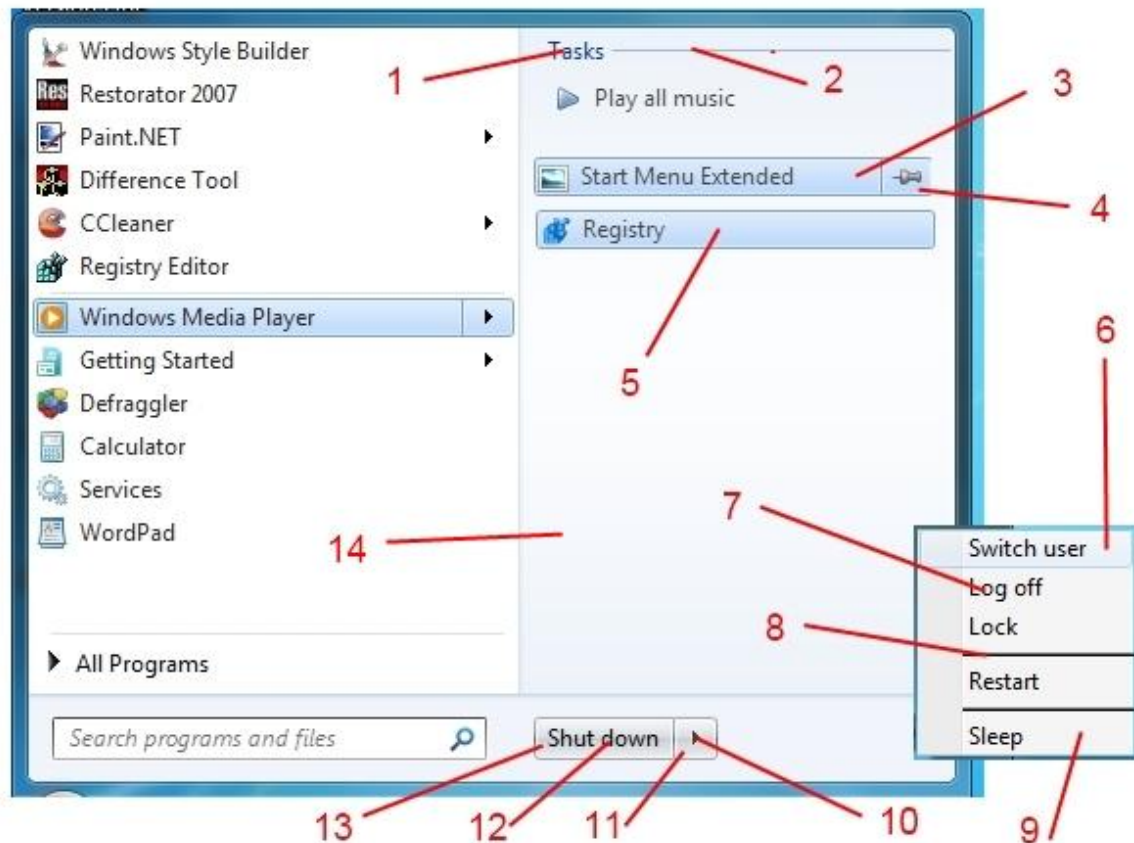 Windows Style Builder
Restorator 2007
Paint.NET
Difference Tool
CCleaner
Registry Editor
Windows Media Player
Getting Started
Defraggler
Calculator
Services
WordPad
All Programs
Search programs and files
Tasks
Play all music
Start Menu Extended
Registry
Shut down
Switch user
Log off
Lock
Restart
Sleep
Res
1
2
3
4
5
6
7
8
9
10
11
12
13
14